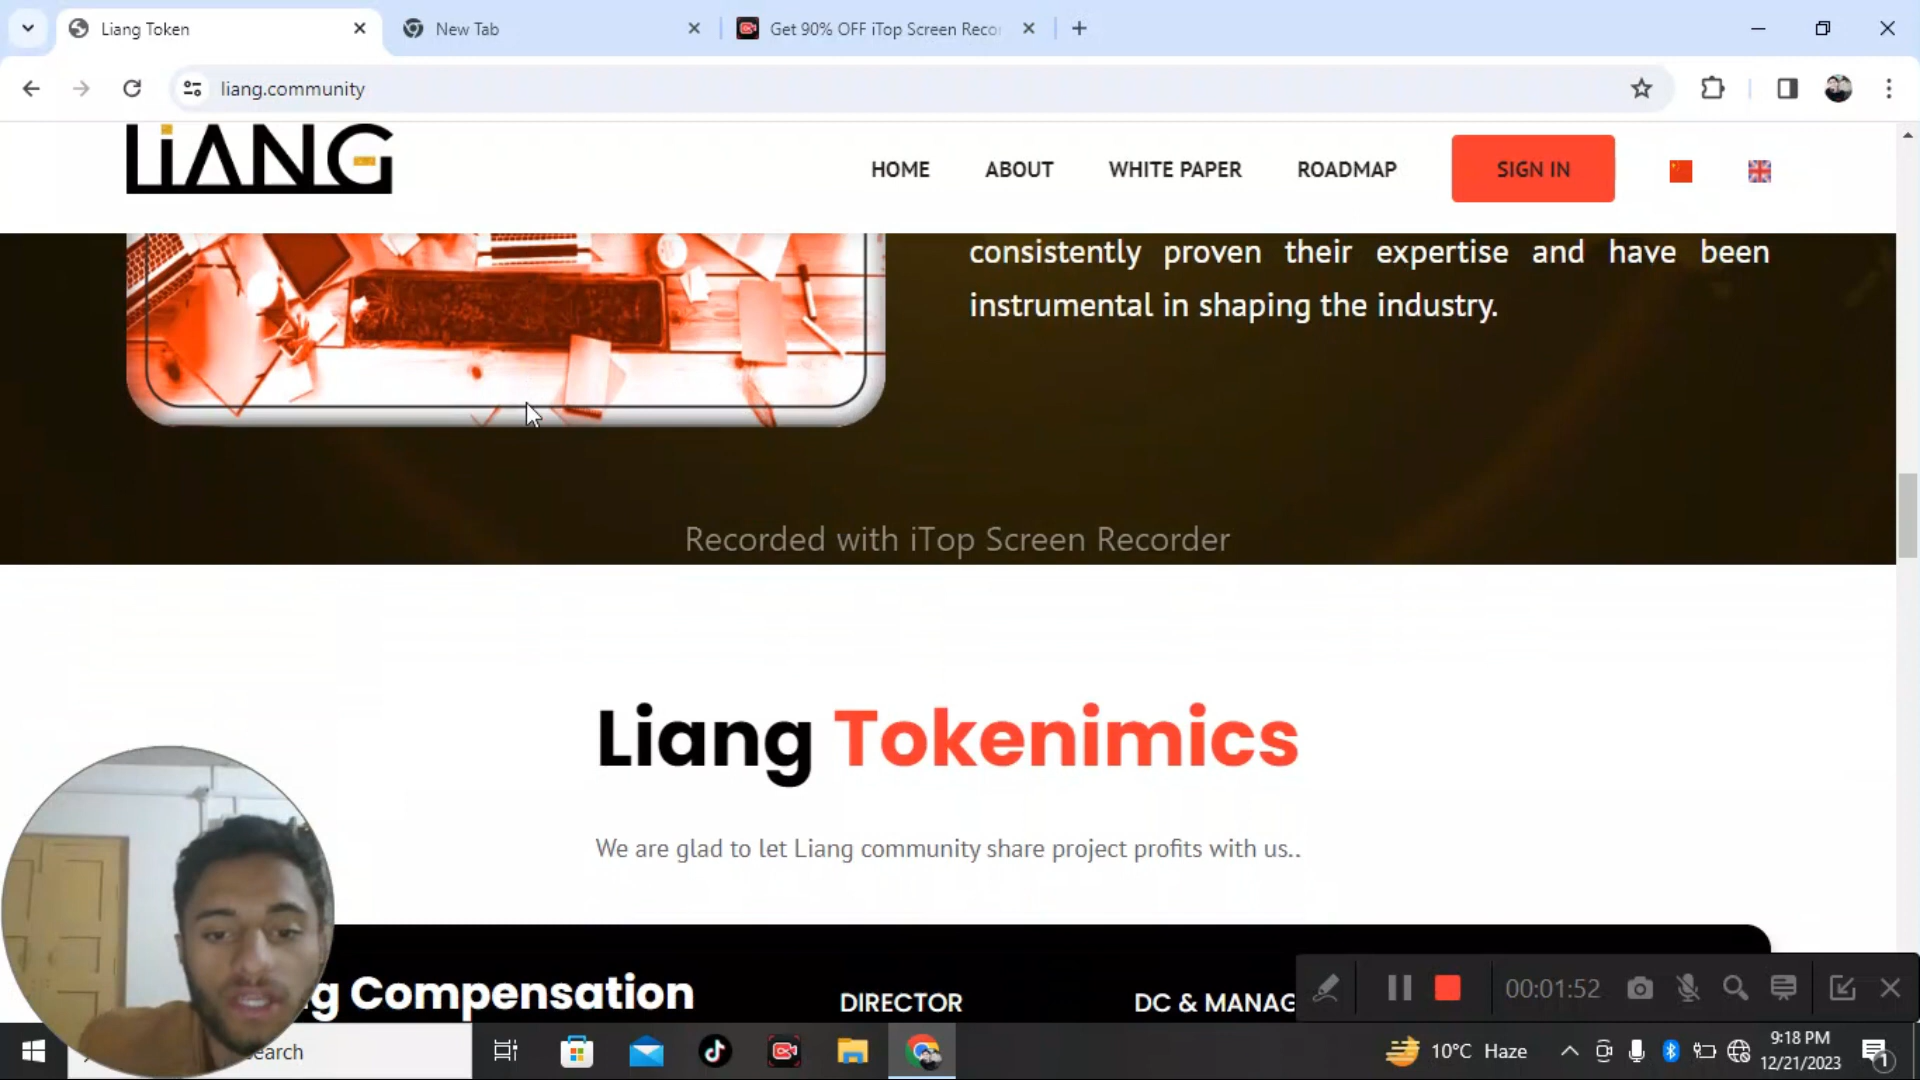 Liang Token
New Tab
Get 90% OFF iTop Screen Reco
liang.community
LiANG
HOME
ABOUT
WHITE PAPER
ROADMAP
SIGN IN
consistently proven their expertise and have been
instrumental in shaping the industry.
Recorded with iTop Screen Recorder
Liang Tokenimics
We are glad to let Liang community share project profits with us..
g Compensation
DIRECTOR
DC & MANAG
00:01:52
earch
10°C Haze
9:18 PM
12/21/2023
1